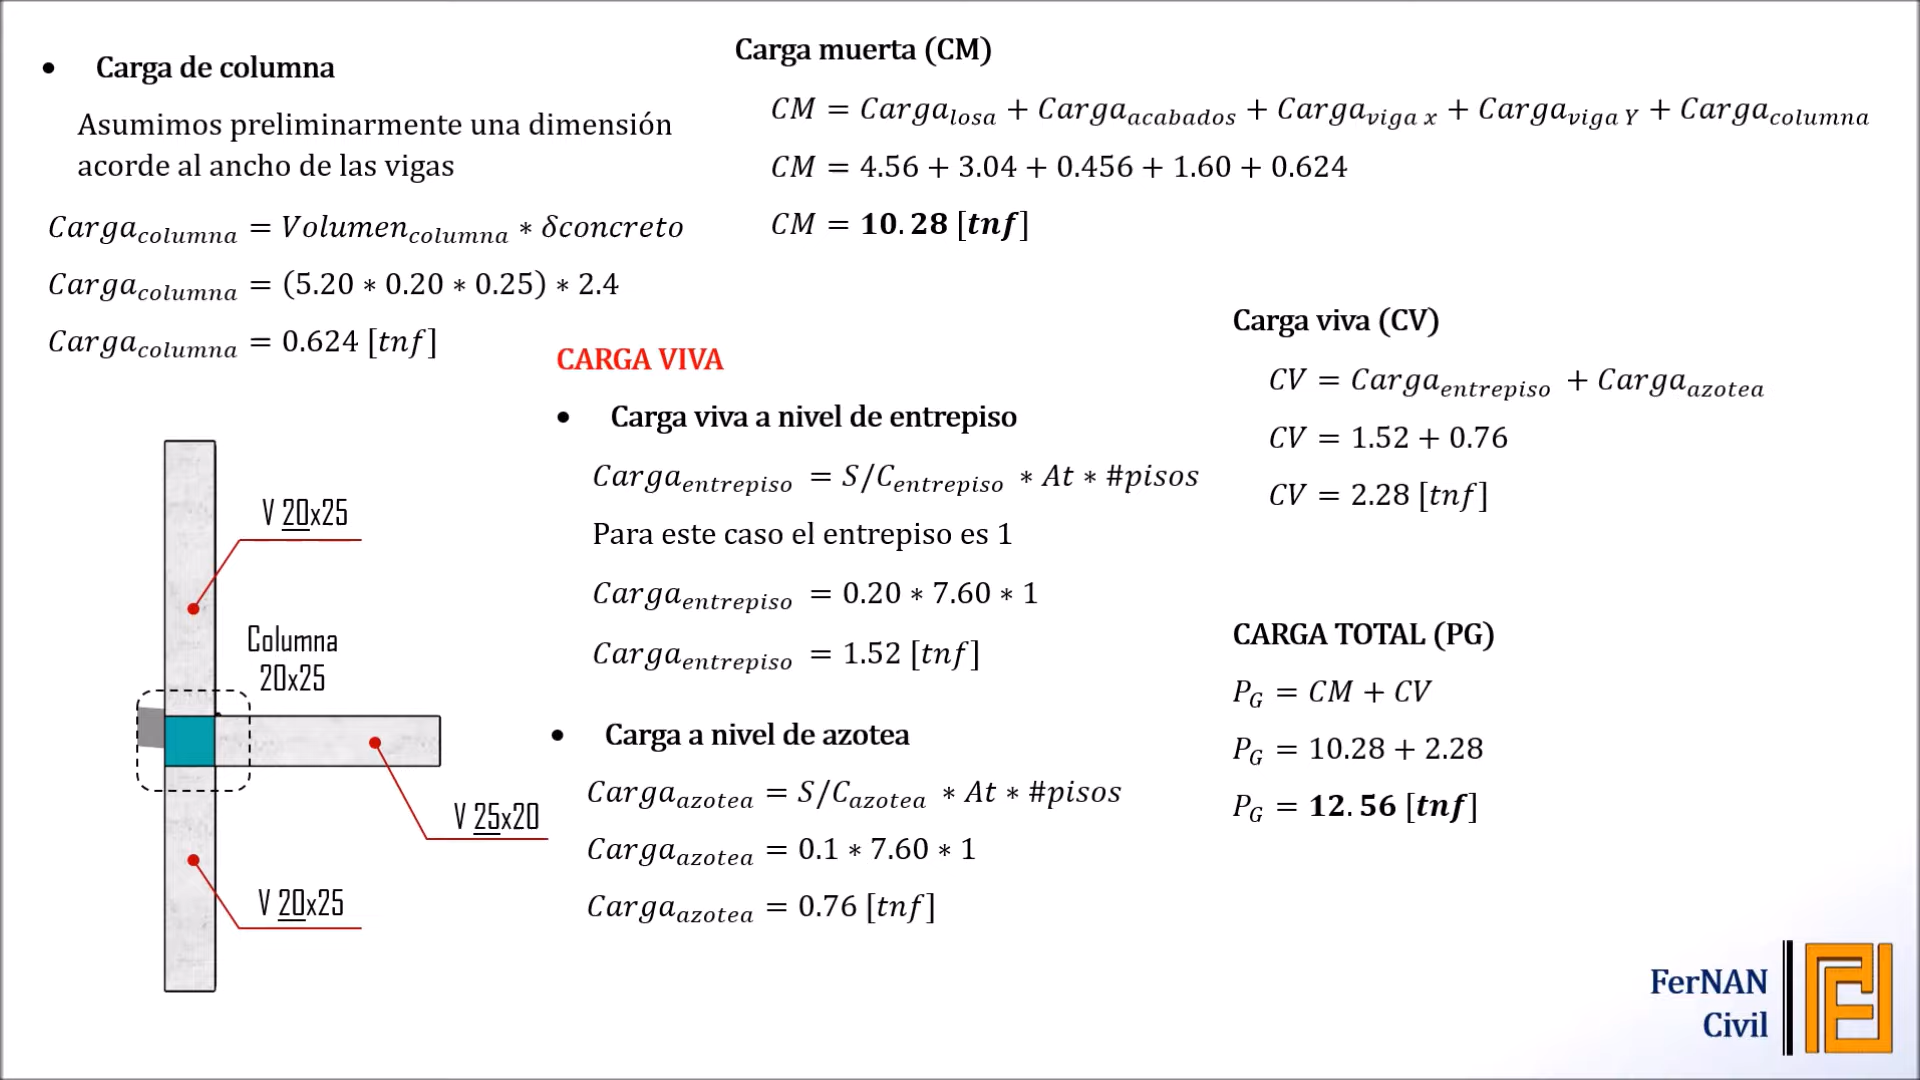 • Carga de columna
Asumimos preliminarmente una dimensión
acorde al ancho de las vigas
Carga_columna = Volumen_columna ∗ δconcreto
Carga_columna = (5.20 ∗ 0.20 ∗ 0.25) ∗ 2.4
Carga_columna = 0.624 [tnf]
V 20x25
Columna
20x25
V 25x20
V 20x25
Carga muerta (CM)
CM = Carga_losa + Carga_acabados + Carga_viga x + Carga_viga Y + Carga_columna
CM = 4.56 + 3.04 + 0.456 + 1.60 + 0.624
CM = 10.28 [tnf]
CARGA VIVA
• Carga viva a nivel de entrepiso
Carga_entrepiso = S/C_entrepiso ∗ At ∗ #pisos
Para este caso el entrepiso es 1
Carga_entrepiso = 0.20 ∗ 7.60 ∗ 1
Carga_entrepiso = 1.52 [tnf]
• Carga a nivel de azotea
Carga_azotea = S/C_azotea ∗ At ∗ #pisos
Carga_azotea = 0.1 ∗ 7.60 ∗ 1
Carga_azotea = 0.76 [tnf]
Carga viva (CV)
CV = Carga_entrepiso + Carga_azotea
CV = 1.52 + 0.76
CV = 2.28 [tnf]
CARGA TOTAL (PG)
P_G = CM + CV
P_G = 10.28 + 2.28
P_G = 12.56 [tnf]
FerNAN
Civil